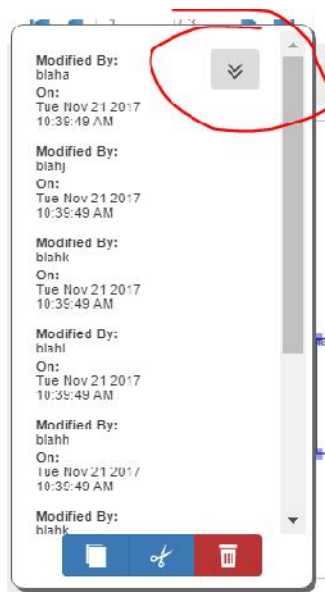 Modified By:
blaha
On:
Tue Nov 21 2017
10:39:49 AM
Modified By:
blahj
On:
Tue Nov 21 2017
10:39:49 AM
Modified By:
blahk
On:
Tue Nov 21 2017
10:39:49 AM
Modified By:
blahl
On:
Tue Nov 21 2017
10:39:49 AM
Modified By:
blahh
On:
Tue Nov 21 2017
10:39:49 AM
Modified By:
blahk